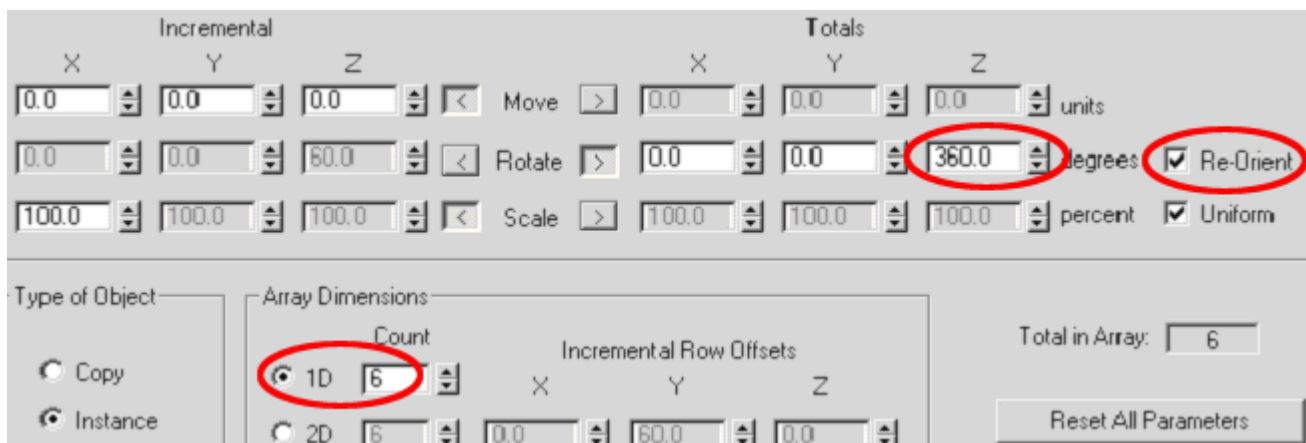 Incremental Totals
X Y Z X Y Z
0.0 0.0 0.0 < Move > 0.0 0.0 0.0 units
0.0 0.0 60.0 < Rotate > 0.0 0.0 360.0 degrees Re-Orient
100.0 100.0 100.0 < Scale > 100.0 100.0 100.0 percent Uniform
Type of Object Array Dimensions
Count Incremental Row Offsets Total in Array: 6
Copy 1D 6 X Y Z
Instance 2D 6 0.0 60.0 0.0 Reset All Parameters